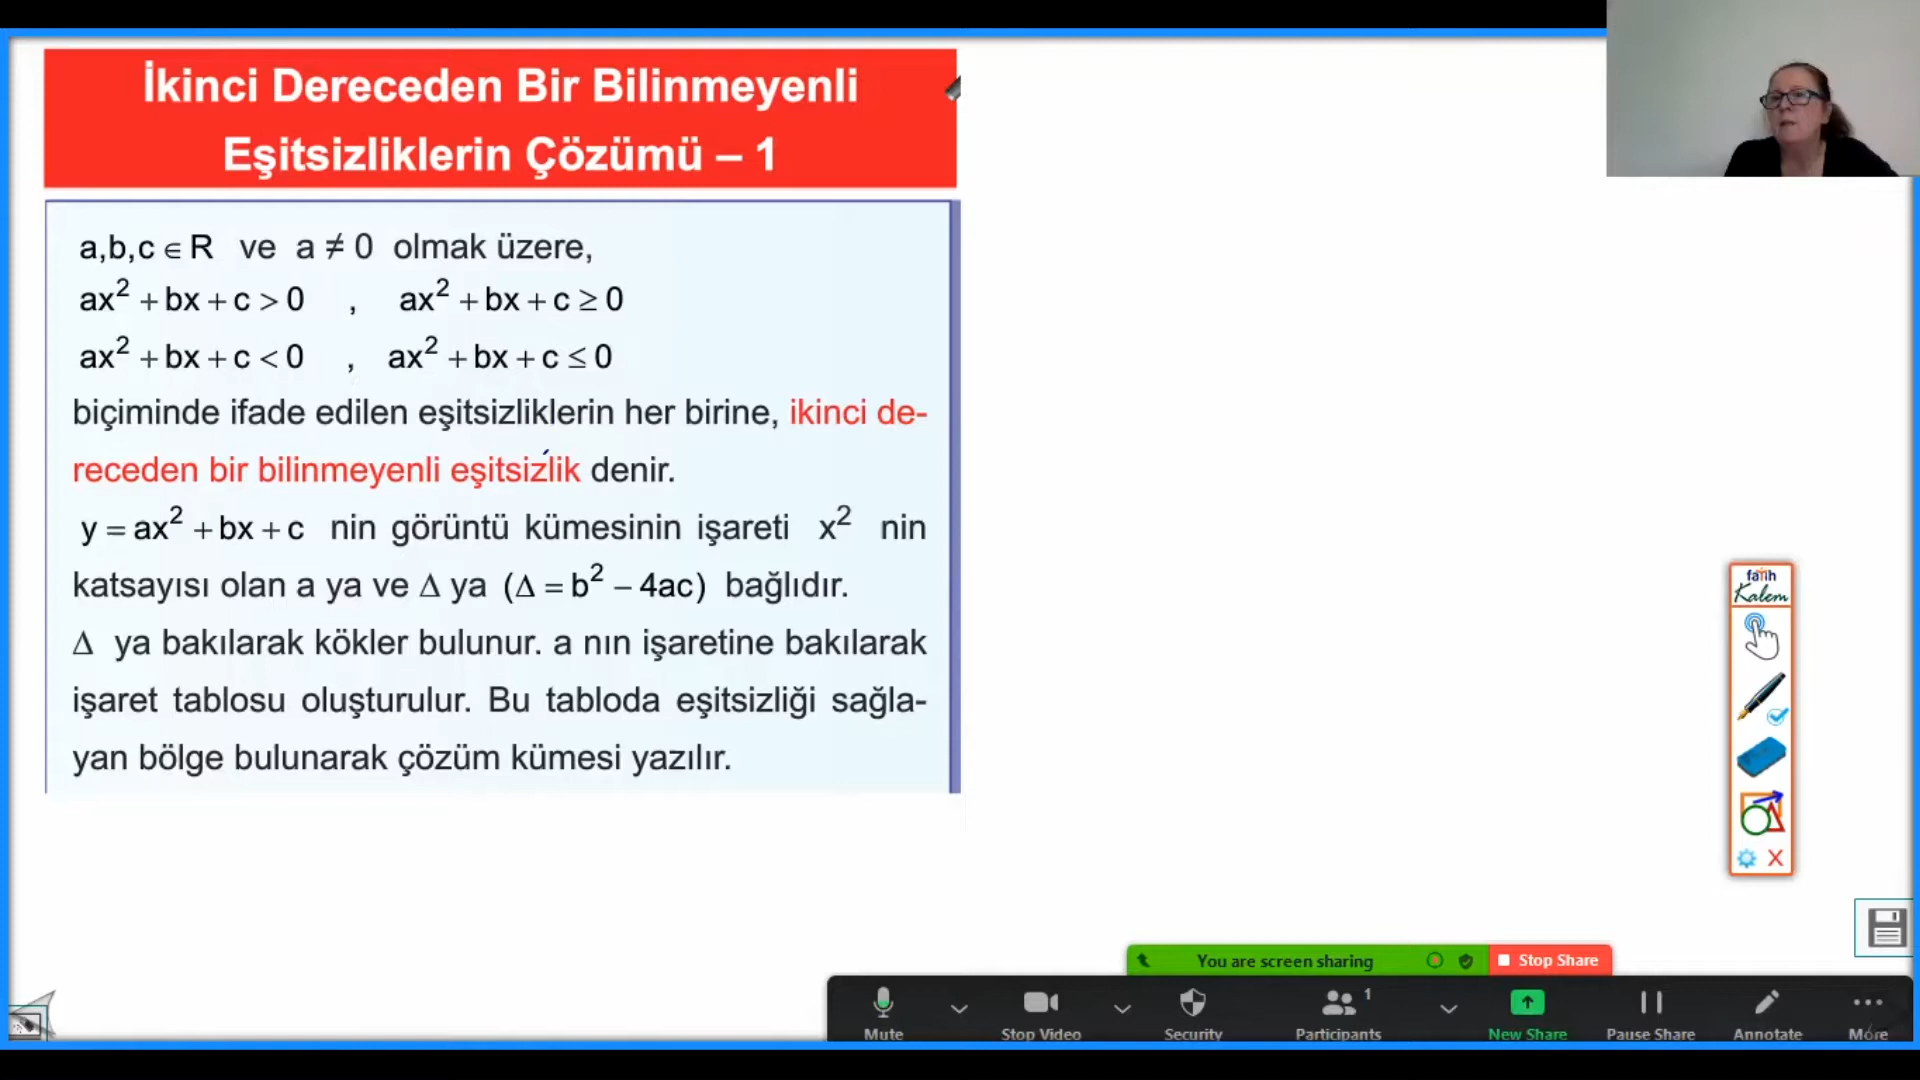 İkinci Dereceden Bir Bilinmeyenli
Eşitsizliklerin Çözümü – 1
a,b,c ∈ R ve a ≠ 0 olmak üzere,
ax² + bx + c > 0 , ax² + bx + c ≥ 0
ax² + bx + c < 0 , ax² + bx + c ≤ 0
biçiminde ifade edilen eşitsizliklerin her birine, ikinci de-
receden bir bilinmeyenli eşitsizlik denir.
y = ax² + bx + c nin görüntü kümesinin işareti x² nin
katsayısı olan a ya ve Δ ya (Δ = b² – 4ac) bağlıdır.
Δ ya bakılarak kökler bulunur. a nın işaretine bakılarak
işaret tablosu oluşturulur. Bu tabloda eşitsizliği sağla-
yan bölge bulunarak çözüm kümesi yazılır.
fatih
Kalem
You are screen sharing
Stop Share
1
Mute
Stop Video
Security
Participants
New Share
Pause Share
Annotate
More